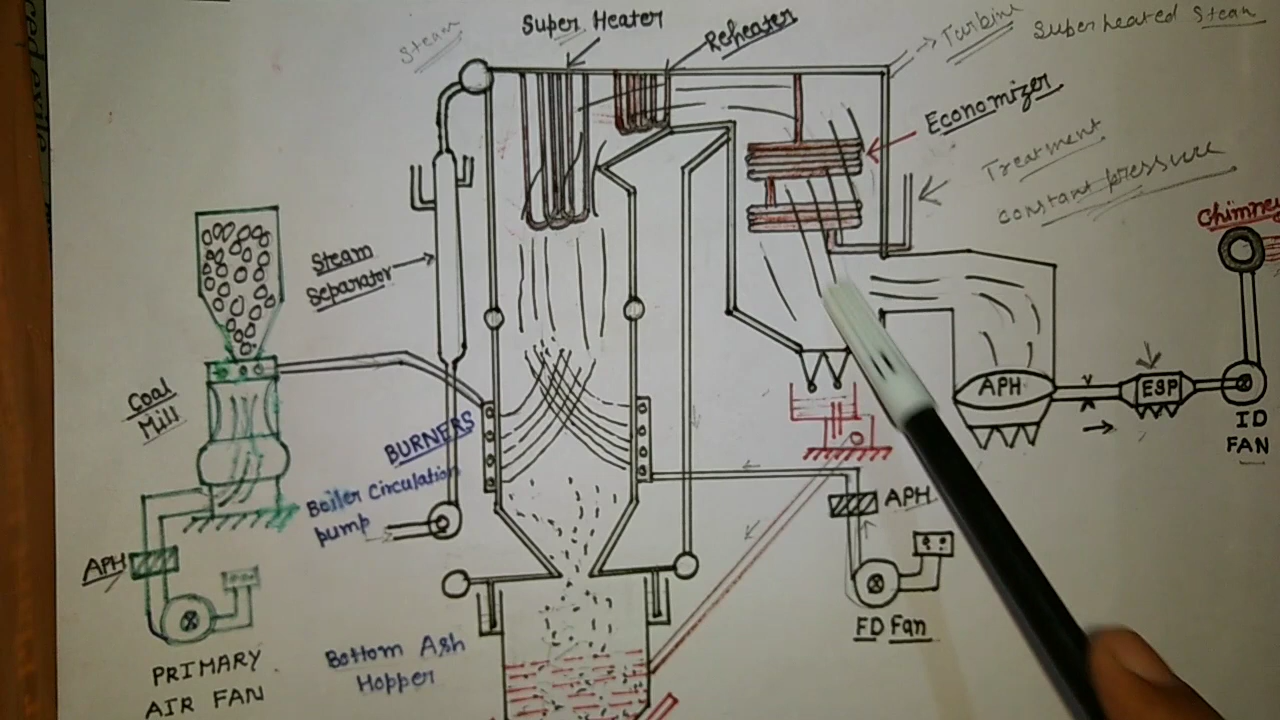 Steam
Super Heater
Reheater
Turbine
Superheated Steam
Economizer
Treatment
constant pressure
Chimney
Steam
Separator
Coal
Mill
BURNERS
Boiler Circulation
pump
APH
ESP
ID
FAN
APH
APH
FD Fan
PRIMARY
AIR FAN
Bottom Ash
Hopper